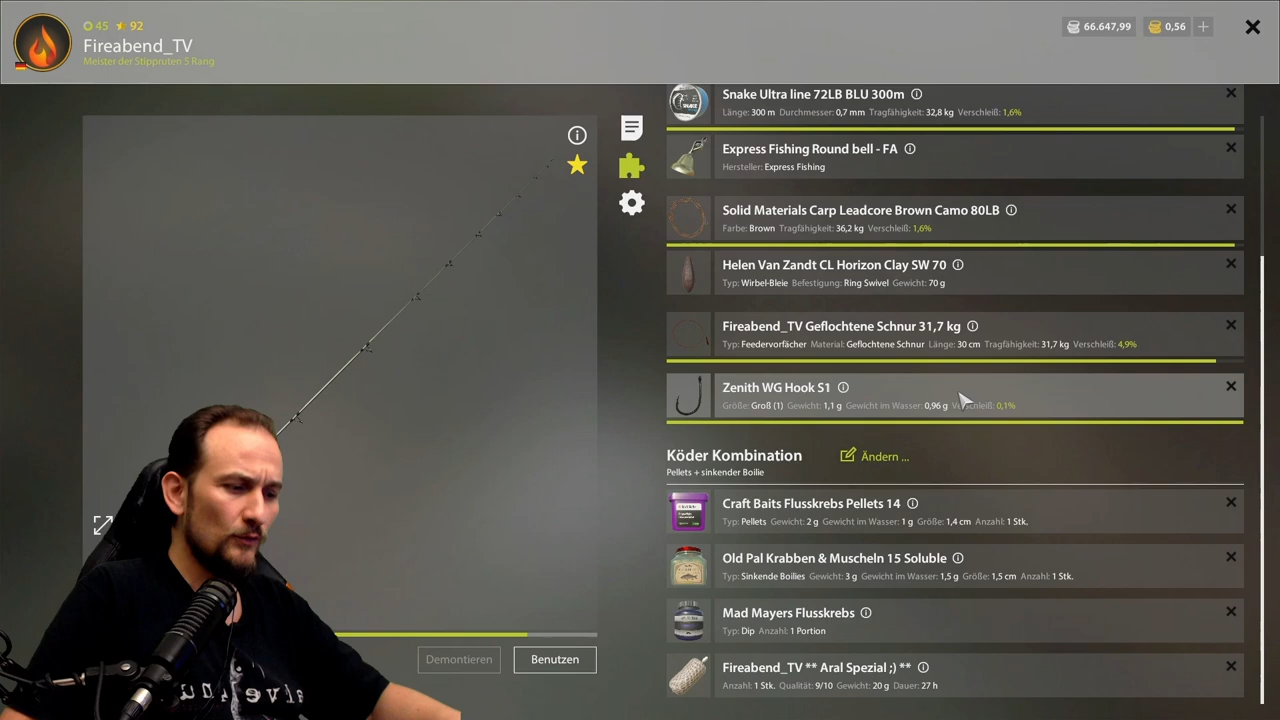 45 92
Fireabend_TV
Meister der Stippruten 5 Rang
66.647,99
0,56
Snake Ultra line 72LB BLU 300m
Länge: 300 m Durchmesser: 0,7 mm Tragfähigkeit: 32,8 kg Verschleiß: 1,6%
Express Fishing Round bell - FA
Hersteller: Express Fishing
Solid Materials Carp Leadcore Brown Camo 80LB
Farbe: Brown Tragfähigkeit: 36,2 kg Verschleiß: 1,6%
Helen Van Zandt CL Horizon Clay SW 70
Typ: Wirbel-Bleie Befestigung: Ring Swivel Gewicht: 70 g
Fireabend_TV Geflochtene Schnur 31,7 kg
Typ: Feedervorfächer Material: Geflochtene Schnur Länge: 30 cm Tragfähigkeit: 31,7 kg Verschleiß: 4,9%
Zenith WG Hook S1
Größe: Groß (1) Gewicht: 1,1 g Gewicht im Wasser: 0,96 g Verschleiß: 0,1%
Köder Kombination
Ändern ...
Pellets + sinkender Boilie
Craft Baits Flusskrebs Pellets 14
Typ: Pellets Gewicht: 2 g Gewicht im Wasser: 1 g Größe: 1,4 cm Anzahl: 1 Stk.
Old Pal Krabben & Muscheln 15 Soluble
Typ: Sinkende Boilies Gewicht: 3 g Gewicht im Wasser: 1,5 g Größe: 1,5 cm Anzahl: 1 Stk.
Mad Mayers Flusskrebs
Typ: Dip Anzahl: 1 Portion
Fireabend_TV ** Aral Spezial ;) **
Anzahl: 1 Stk. Qualität: 9/10 Gewicht: 20 g Dauer: 27 h
Demontieren
Benutzen